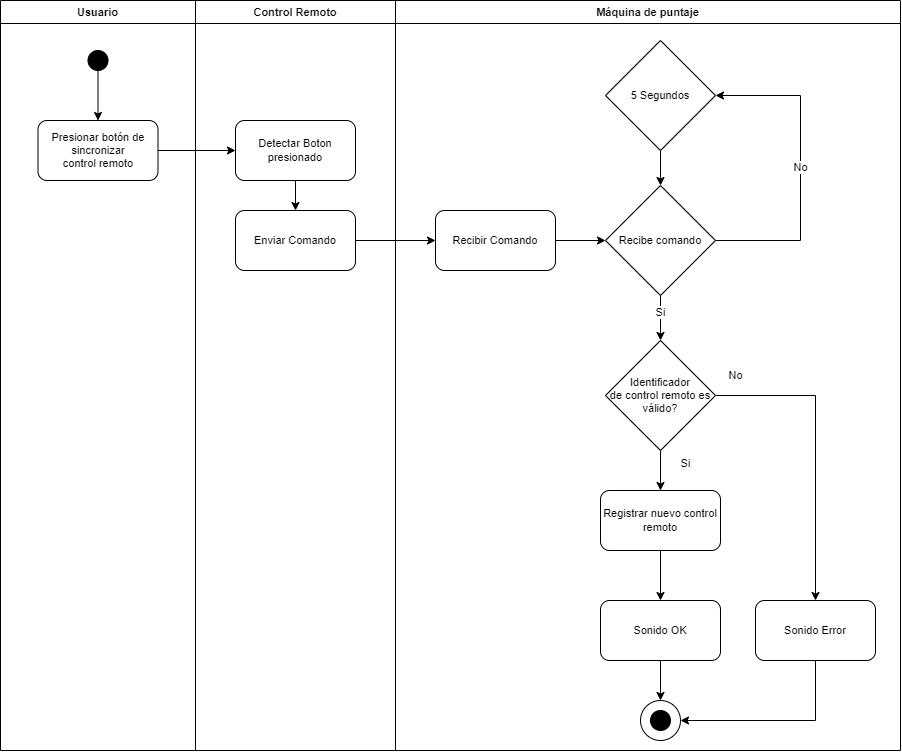 Usuario
Control Remoto
Máquina de puntaje
5 Segundos
Presionar botón de
sincronizar
control remoto
Detectar Boton
presionado
No
Enviar Comando
Recibir Comando
Recibe comando
Si
Identificador
de control remoto es
válido?
No
Si
Registrar nuevo control
remoto
Sonido OK
Sonido Error